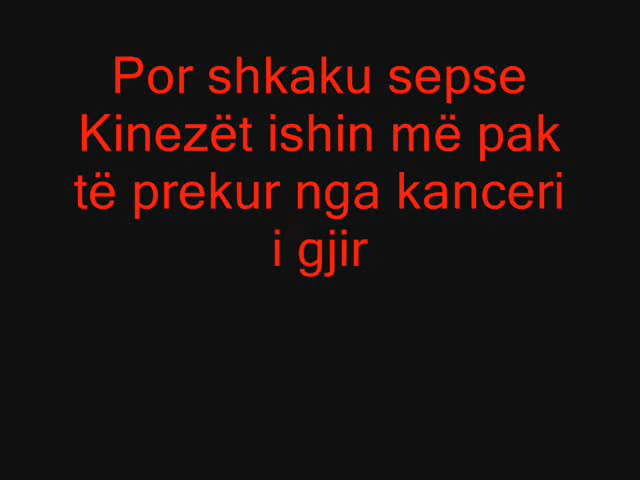 Por shkaku sepse
Kinezët ishin më pak
të prekur nga kanceri
i gjir